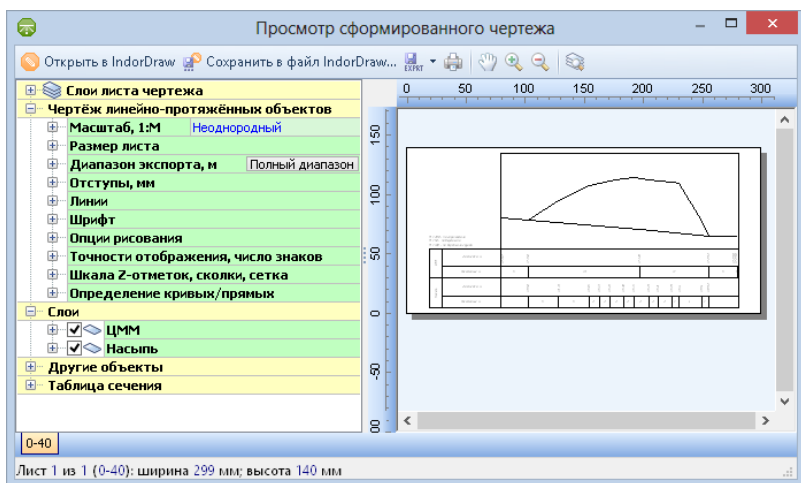 Просмотр сформированного чертежа
Открыть в IndorDraw Сохранить в файл IndorDraw... EXPRT
Слои листа чертежа
Чертёж линейно-протяжённых объектов
Масштаб, 1:М Неоднородный
Размер листа
Диапазон экспорта, м Полный диапазон
Отступы, мм
Линии
Шрифт
Опции рисования
Точности отображения, число знаков
Шкала Z-отметок, сколки, сетка
Определение кривых/прямых
Слои
ЦММ
Насыпь
Другие объекты
Таблица сечения
0 50 100 150 200 250 300
150
100
50
0
-50
00
0-40
Лист 1 из 1 (0-40): ширина 299 мм; высота 140 мм